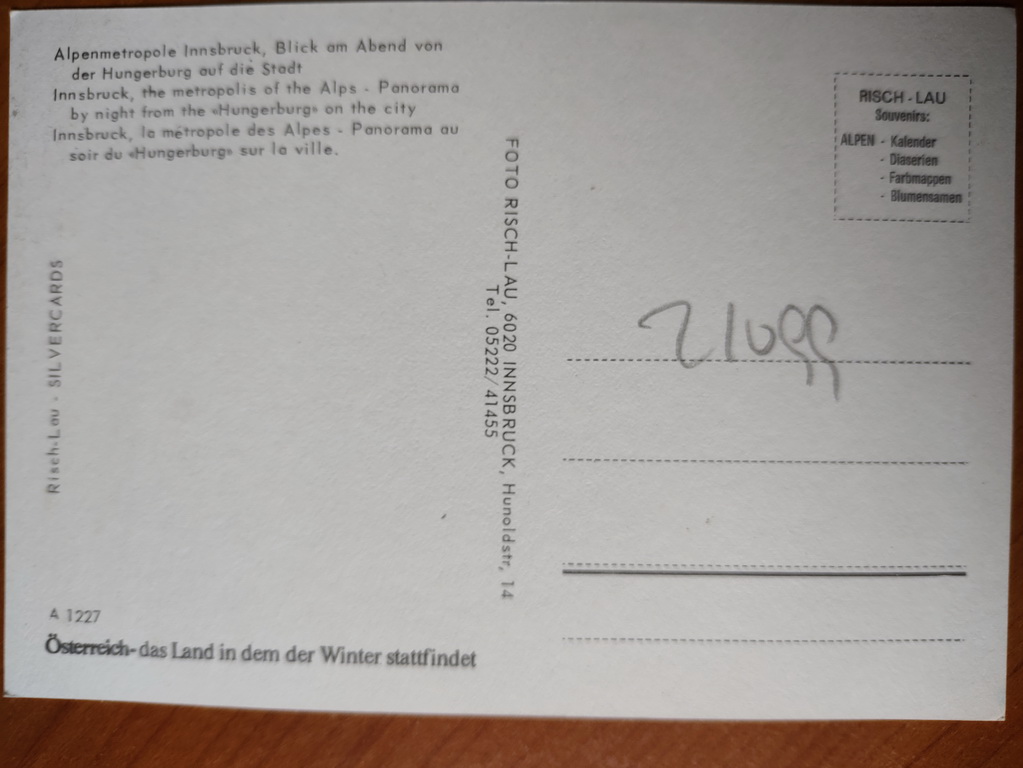 Alpenmetropole Innsbruck, Blick am Abend von
der Hungerburg auf die Stadt
Innsbruck, the metropolis of the Alps - Panorama
by night from the «Hungerburg» on the city
Innsbruck, la métropole des Alpes - Panorama au
soir du «Hungerburg» sur la ville.
Risch-Lau - SILVERCARDS
A 1227
Österreich- das Land in dem der Winter stattfindet
FOTO RISCH-LAU, 6020 INNSBRUCK, Hunoldstr, 14
Tel. 05222/41455
RISCH - LAU
Souvenirs:
ALPEN - Kalender
- Diaserien
- Farbmappen
- Blumensamen